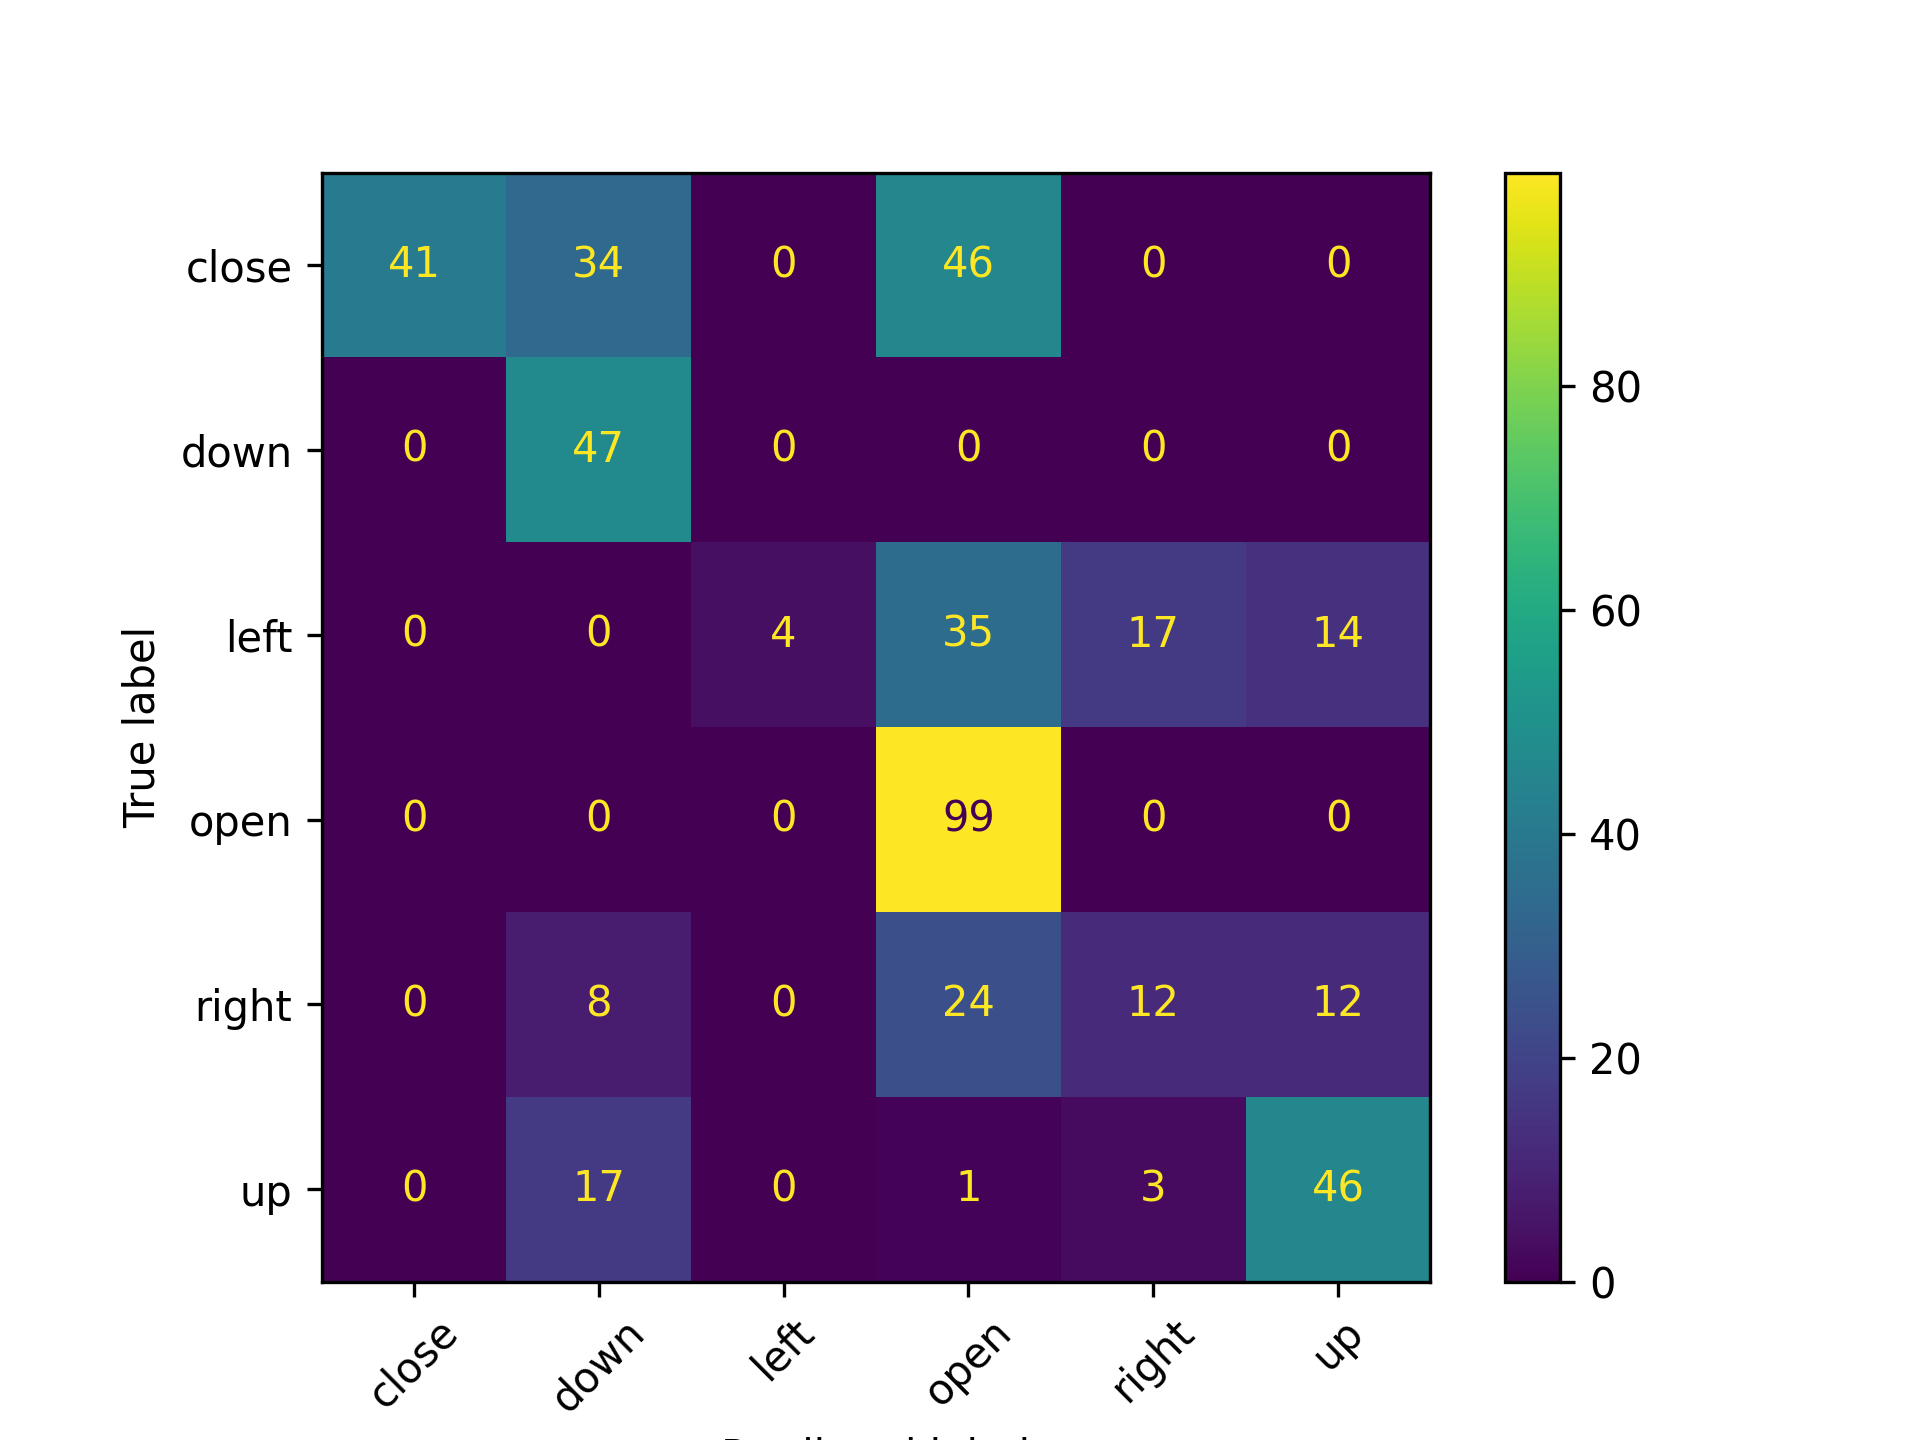 close 41 34 0 46 0 0
down 0 47 0 0 0 0
left 0 0 4 35 17 14
open 0 0 0 99 0 0
right 0 8 0 24 12 12
up 0 17 0 1 3 46
True label
close down left open right up
80
60
40
20
0